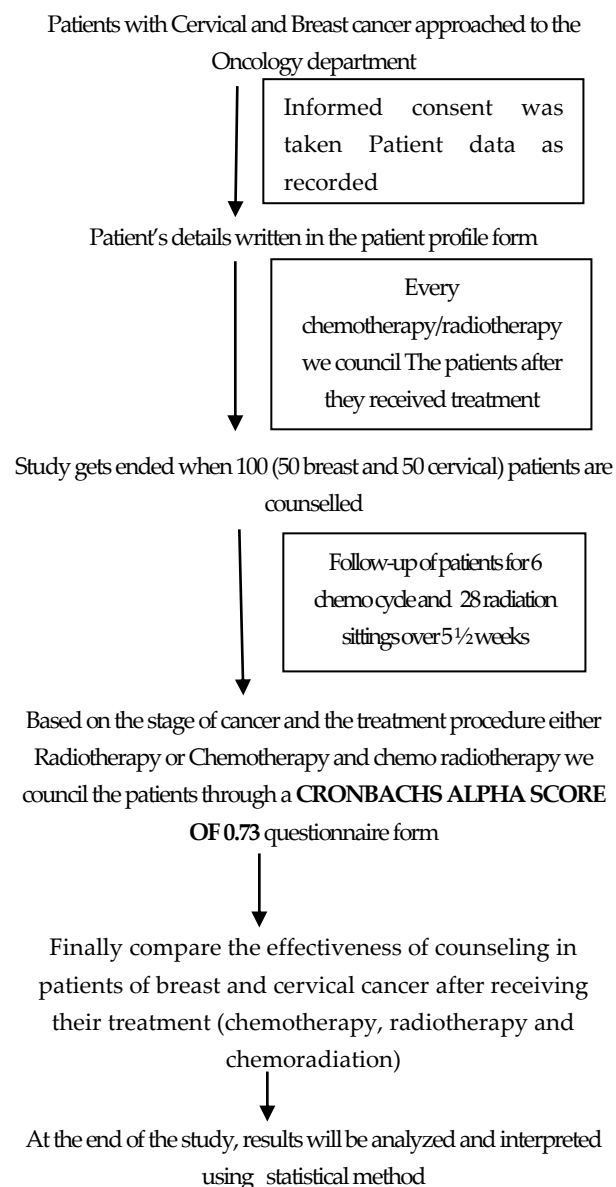 Patients with Cervical and Breast cancer approached to the
Oncology department
Informed consent was
taken Patient data as
recorded
Patient's details written in the patient profile form
Every
chemotherapy/radiotherapy
we council The patients after
they received treatment
Study gets ended when 100 (50 breast and 50 cervical) patients are
counselled
Follow-up of patients for 6
chemo cycle and 28 radiation
sittings over 5 ½ weeks
Based on the stage of cancer and the treatment procedure either
Radiotherapy or Chemotherapy and chemo radiotherapy we
council the patients through a CRONBACHS ALPHA SCORE
OF 0.73 questionnaire form
Finally compare the effectiveness of counseling in
patients of breast and cervical cancer after receiving
their treatment (chemotherapy, radiotherapy and
chemoradiation)
At the end of the study, results will be analyzed and interpreted
using statistical method